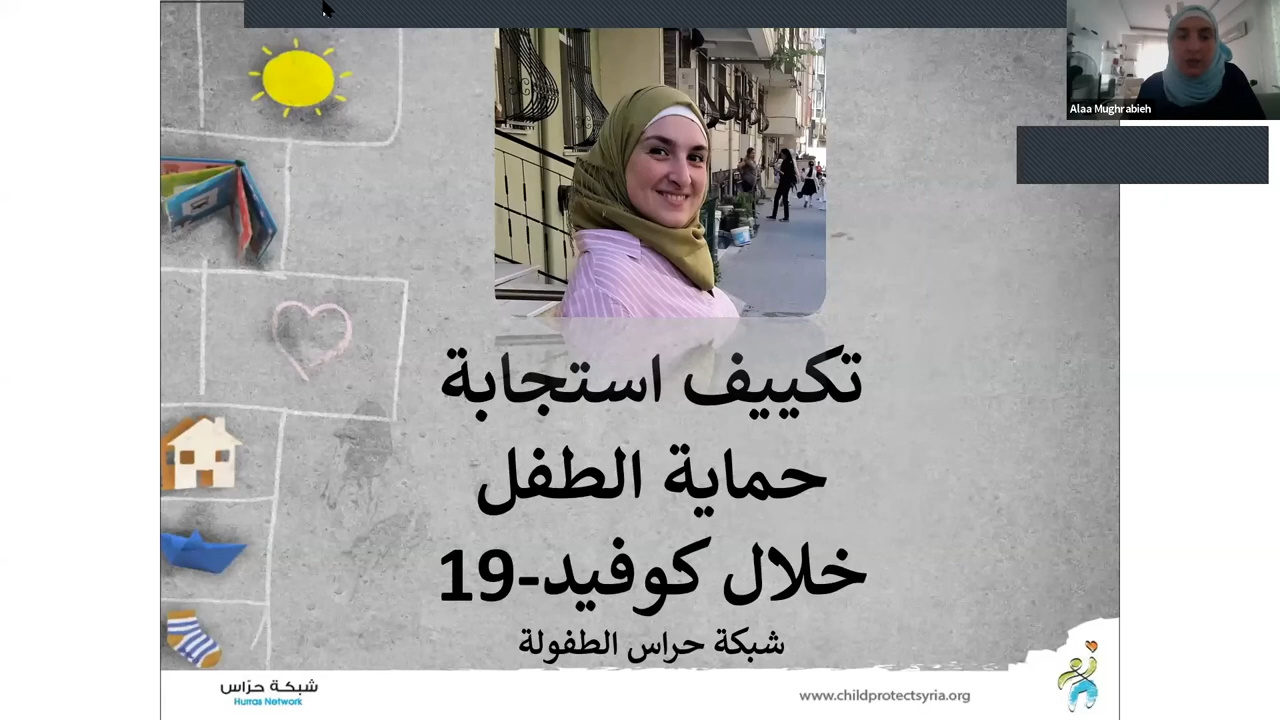 Alaa Mughrabieh
تكييف استجابة
حماية الطفل
خلال كوفيد-19
شبكة حراس الطفولة
شبكـة حرّاس
Hurras Network
www.childprotectsyria.org